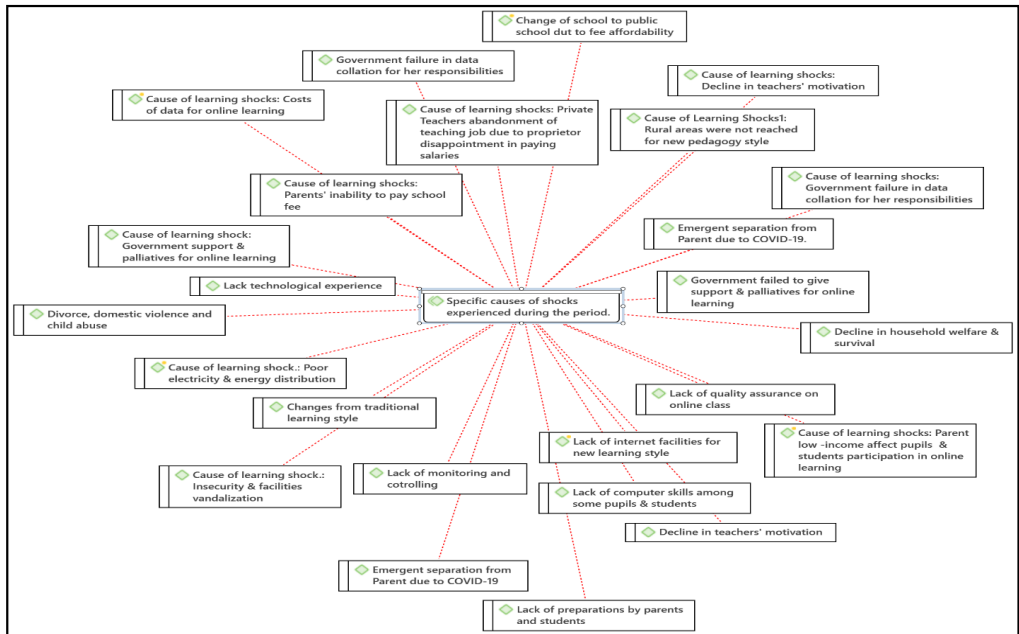 Change of school to public
school dut to fee affordability
Government failure in data
collation for her responsibilities
Cause of learning shocks:
Decline in teachers' motivation
Cause of learning shocks: Costs
of data for online learning
Cause of learning shocks: Private
Teachers abandonment of
teaching job due to proprietor
disappointment in paying
salaries
Cause of Learning Shocks1:
Rural areas were not reached
for new pedagogy style
Cause of learning shocks:
Parents' inability to pay school
fee
Cause of learning shocks:
Government failure in data
collation for her responsibilities
Cause of learning shock:
Government support &
palliatives for online learning
Emergent separation from
Parent due to COVID-19.
Lack technological experience
Government failed to give
support & palliatives for online
learning
Specific causes of shocks
experienced during the period.
Divorce, domestic violence and
child abuse
Decline in household welfare &
survival
Cause of learning shock.: Poor
electricity & energy distribution
Lack of quality assurance on
online class
Changes from traditional
learning style
Lack of internet facilities for
new learning style
Cause of learning shocks: Parent
low -income affect pupils &
students participation in online
learning
Cause of learning shock.:
Insecurity & facilities
vandalization
Lack of monitoring and
cotrolling
Lack of computer skills among
some pupils & students
Decline in teachers' motivation
Emergent separation from
Parent due to COVID-19
Lack of preparations by parents
and students